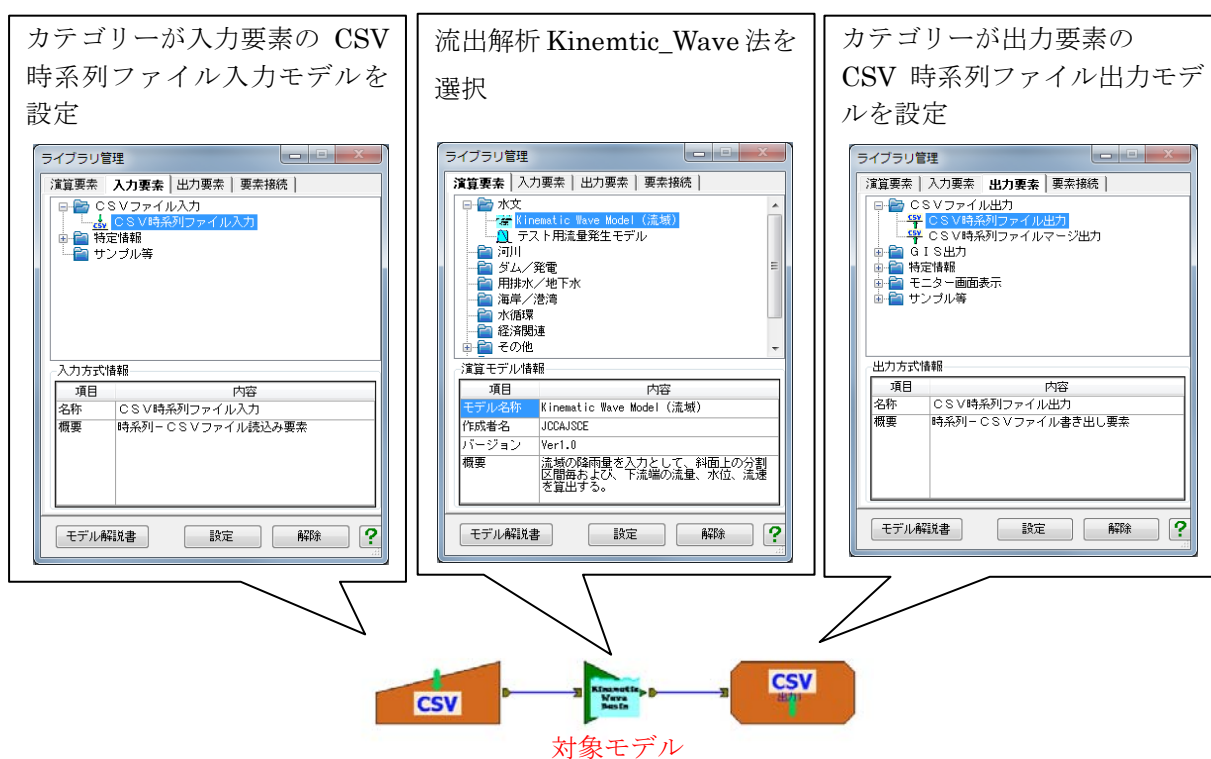 カテゴリーが入力要素の CSV
時系列ファイル入力モデルを
設定
ライブラリ管理
演算要素 入力要素 出力要素 要素接続
CSVファイル入力
CSV時系列ファイル入力
特定情報
サンプル等
入力方式情報
項目 内容
名称 CSV時系列ファイル入力
概要 時系列-CSVファイル読込み要素
モデル解説書 設定 解除 ?
流出解析 Kinemtic_Wave 法を
選択
ライブラリ管理
演算要素 入力要素 出力要素 要素接続
水文
Kinematic Wave Model (流域)
テスト用流量発生モデル
河川
ダム/発電
用排水/地下水
海岸/港湾
水循環
経済関連
その他
演算モデル情報
項目 内容
モデル名称 Kinematic Wave Model (流域)
作成者名 JCCAJSCE
バージョン Ver1.0
概要 流域の降雨量を入力として、斜面上の分割
区間毎および、下流端の流量、水位、流速
を算出する。
モデル解説書 設定 解除 ?
カテゴリーが出力要素の
CSV 時系列ファイル出力モデ
ルを設定
ライブラリ管理
演算要素 入力要素 出力要素 要素接続
CSVファイル出力
CSV時系列ファイル出力
CSV時系列ファイルマージ出力
GIS出力
特定情報
モニター画面表示
サンプル等
出力方式情報
項目 内容
名称 CSV時系列ファイル出力
概要 時系列-CSVファイル書き出し要素
モデル解説書 設定 解除 ?
CSV
Kinematic
Wave
Basin
CSV
出力1
対象モデル